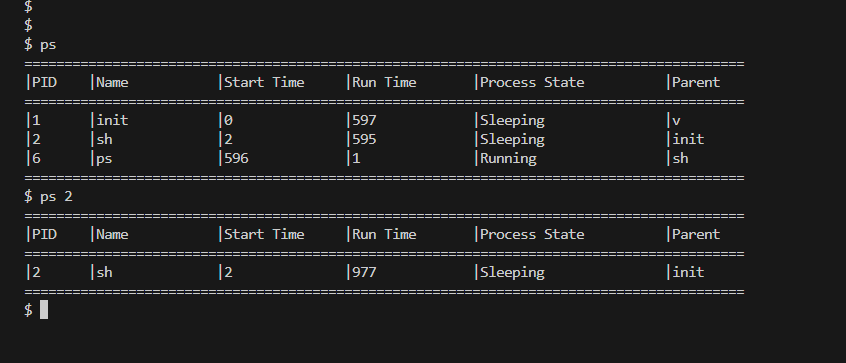 $
$
$ ps
==========================================================================================
|PID    |Name           |Start Time     |Run Time       |Process State          |Parent
==========================================================================================
|1      |init           |0              |597            |Sleeping               |v
|2      |sh             |2              |595            |Sleeping               |init
|6      |ps             |596            |1              |Running                |sh
==========================================================================================
$ ps 2
==========================================================================================
|PID    |Name           |Start Time     |Run Time       |Process State          |Parent
==========================================================================================
|2      |sh             |2              |977            |Sleeping               |init
==========================================================================================
$